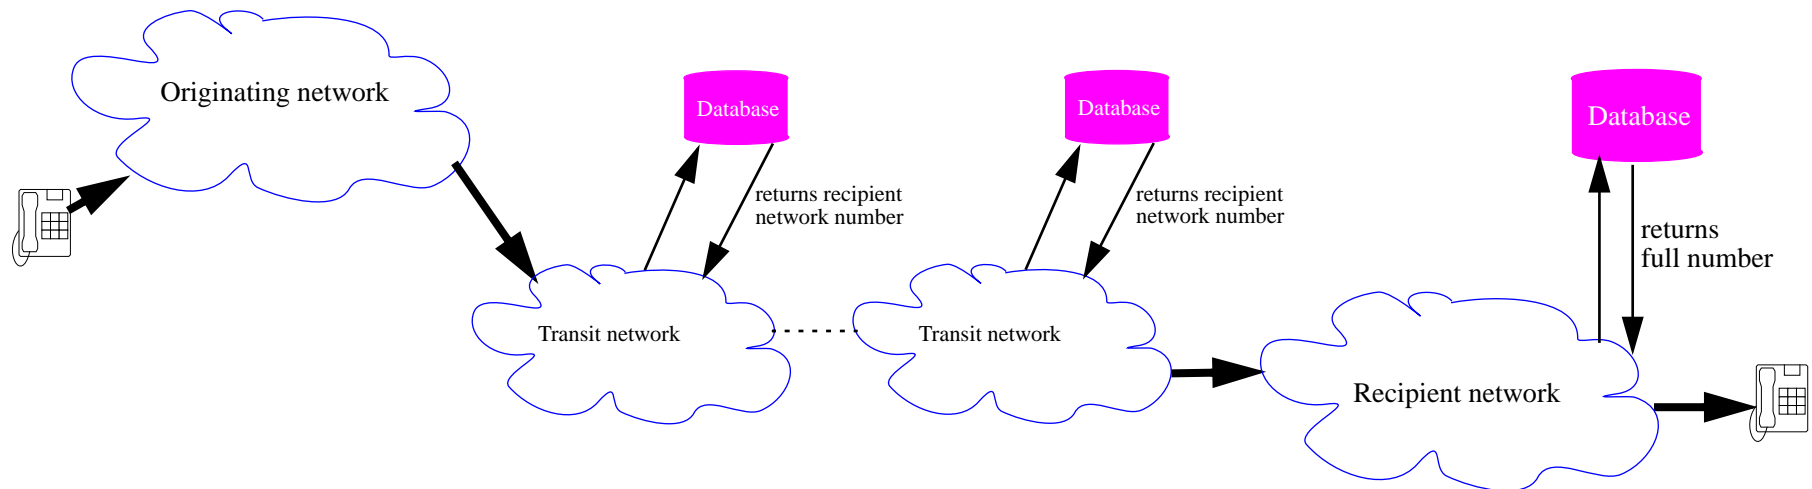 Originating network
Database
Database
Database
returns recipient
network number
returns recipient
network number
returns
full number
Transit network
Transit network
Recipient network